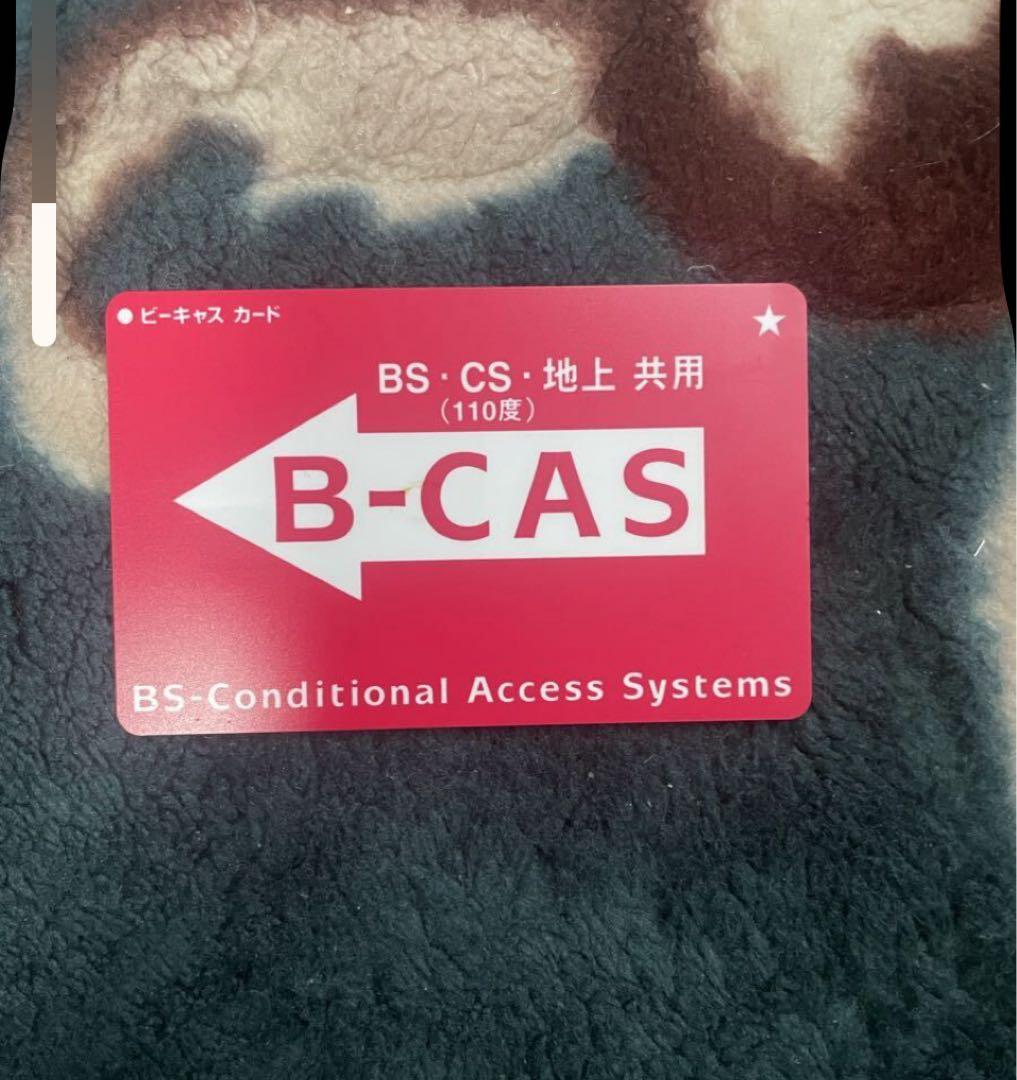 ● ビーキャス カード
★
BS・CS・地上 共用
(110度)
B-CAS
BS-Conditional Access Systems